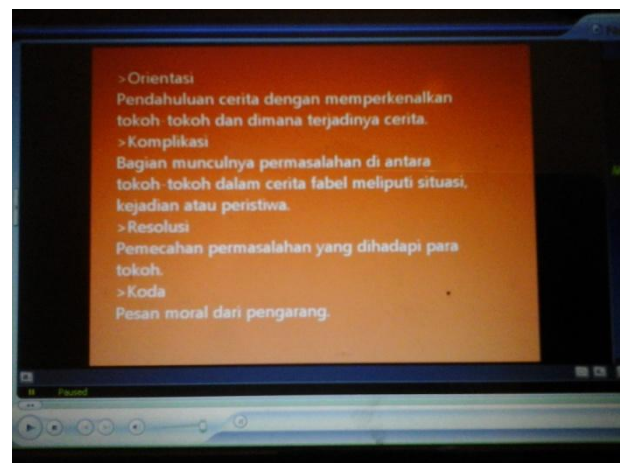 >Orientasi
Pendahuluan cerita dengan memperkenalkan
tokoh-tokoh dan dimana terjadinya cerita.
>Komplikasi
Bagian munculnya permasalahan di antara
tokoh-tokoh dalam cerita fabel meliputi situasi,
kejadian atau peristiwa.
>Resolusi
Pemecahan permasalahan yang dihadapi para
tokoh.
>Koda
Pesan moral dari pengarang.
Paused